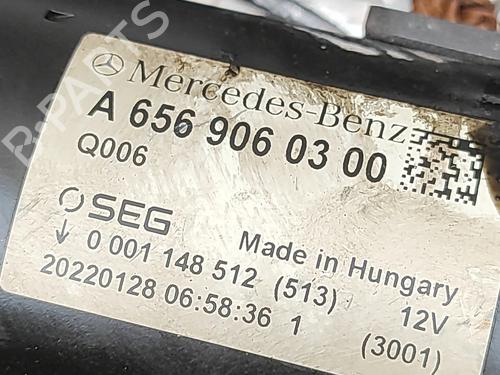 Mercedes-Benz
A 656 906 03 00
Q006
SEG
Made in Hungary
0 001 148 512 (513) 12V
20220128 06:58:36 1 (3001)
B-PARTS